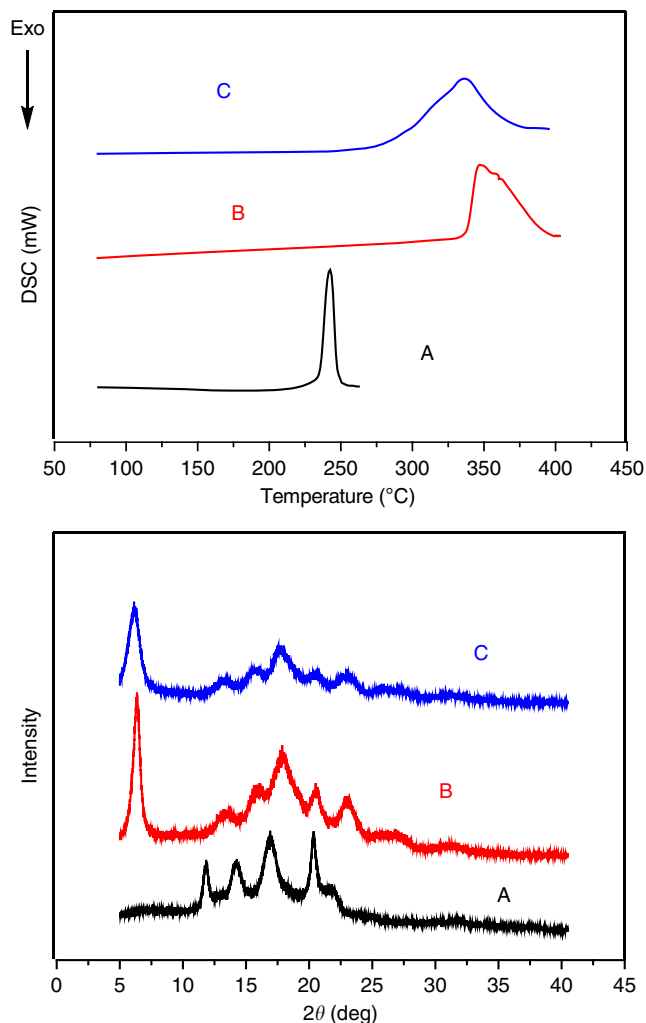 Exo
C
B
A
DSC (mW)
50 100 150 200 250 300 350 400 450
Temperature (°C)
C
B
A
Intensity
0 5 10 15 20 25 30 35 40 45
2θ (deg)